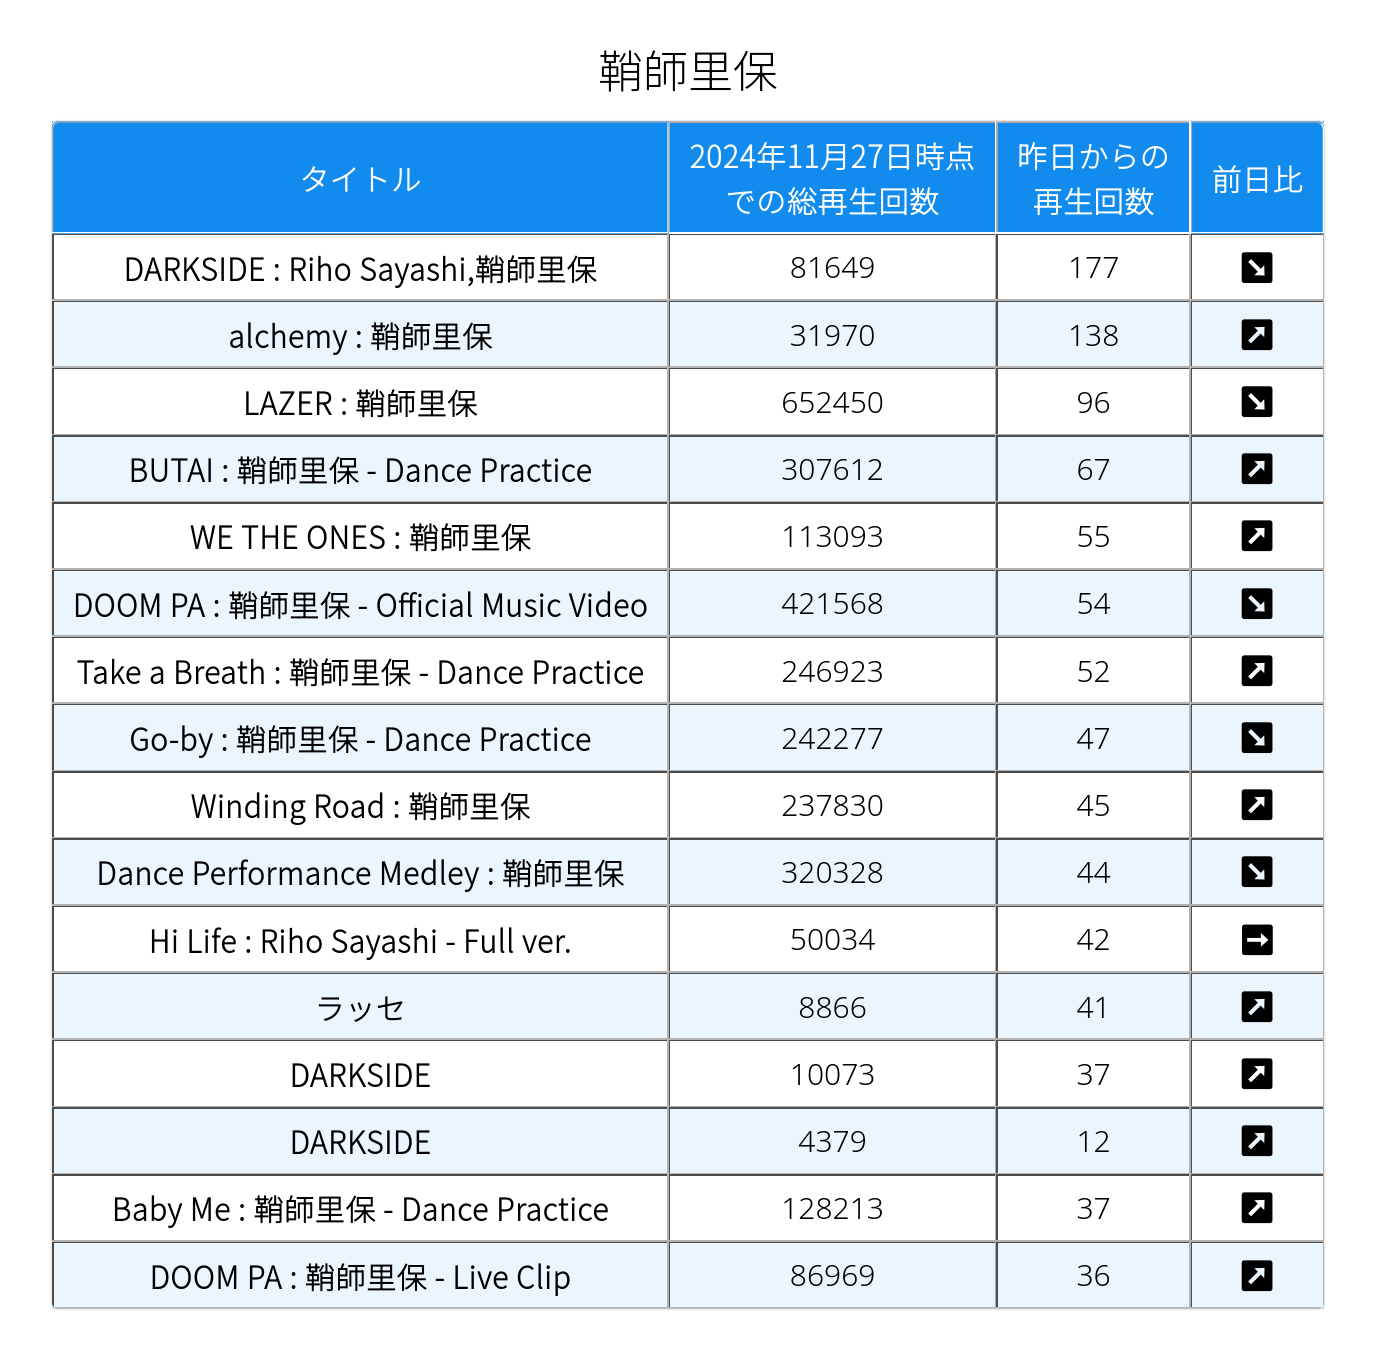 鞘師里保
タイトル 2024年11月27日時点での総再生回数 昨日からの再生回数 前日比
DARKSIDE : Riho Sayashi,鞘師里保 81649 177 ↘
alchemy : 鞘師里保 31970 138 ↗
LAZER : 鞘師里保 652450 96 ↘
BUTAI : 鞘師里保 - Dance Practice 307612 67 ↗
WE THE ONES : 鞘師里保 113093 55 ↗
DOOM PA : 鞘師里保 - Official Music Video 421568 54 ↘
Take a Breath : 鞘師里保 - Dance Practice 246923 52 ↗
Go-by : 鞘師里保 - Dance Practice 242277 47 ↘
Winding Road : 鞘師里保 237830 45 ↗
Dance Performance Medley : 鞘師里保 320328 44 ↘
Hi Life : Riho Sayashi - Full ver. 50034 42 →
ラッセ 8866 41 ↗
DARKSIDE 10073 37 ↗
DARKSIDE 4379 12 ↗
Baby Me : 鞘師里保 - Dance Practice 128213 37 ↗
DOOM PA : 鞘師里保 - Live Clip 86969 36 ↗